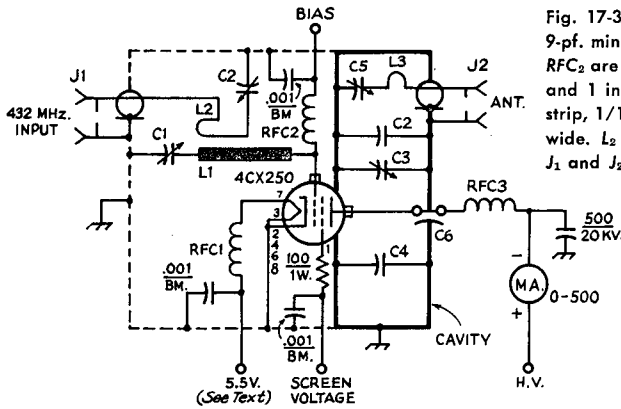 BIAS
J1
432 MHz.
INPUT
C1
L2
C2
L1
.001
BM
RFC2
4CX250
C5
L3
J2
ANT.
C2
C3
C4
C6
RFC3
500
20 KV.
MA.
0-500
−
+
H.V.
CAVITY
7
3
2
4
6
8
1
RFC1
.001
BM.
100
1W.
.001
BM.
5.5V.
(See Text)
SCREEN
VOLTAGE
Fig. 17-3
9-pf. min
RFC2 are
and 1 in
strip, 1/1
wide. L2
J1 and J2